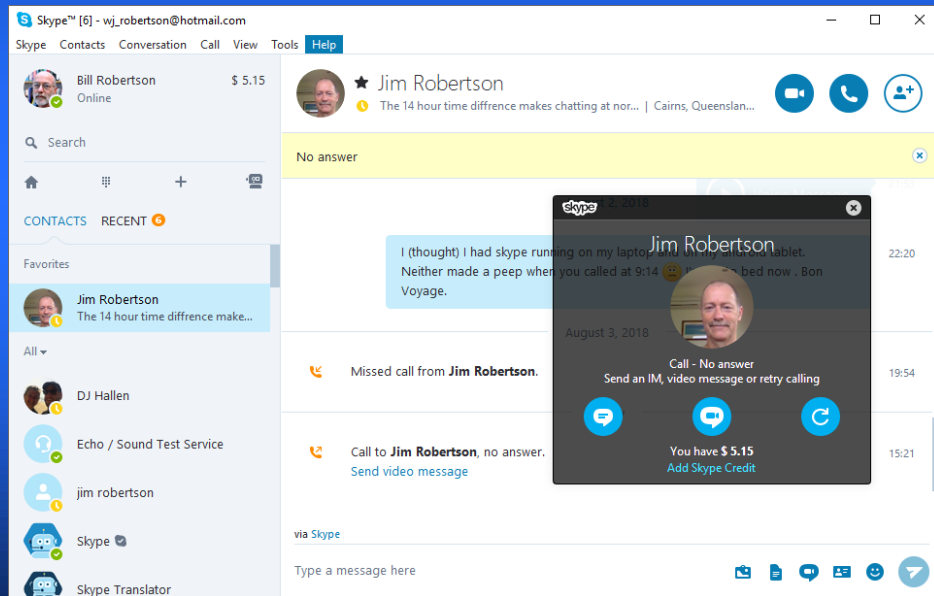 Skype™ [6] - wj_robertson@hotmail.com
Skype Contacts Conversation Call View Tools Help
Bill Robertson $ 5.15
Online
Search
CONTACTS RECENT 6
Favorites
Jim Robertson
The 14 hour time diffrence make...
All
DJ Hallen
Echo / Sound Test Service
jim robertson
Skype
Skype Translator
Jim Robertson
The 14 hour time diffrence makes chatting at nor... | Cairns, Queenslan...
No answer
2, 2018
I (thought) I had skype running on my laptop and on my android tablet.
Neither made a peep when you called at 9:14 bed now . Bon
Voyage.
22:20
August 3, 2018
Missed call from Jim Robertson.
19:54
Call to Jim Robertson, no answer.
Send video message
15:21
skype
Jim Robertson
Call - No answer
Send an IM, video message or retry calling
You have $ 5.15
Add Skype Credit
via Skype
Type a message here